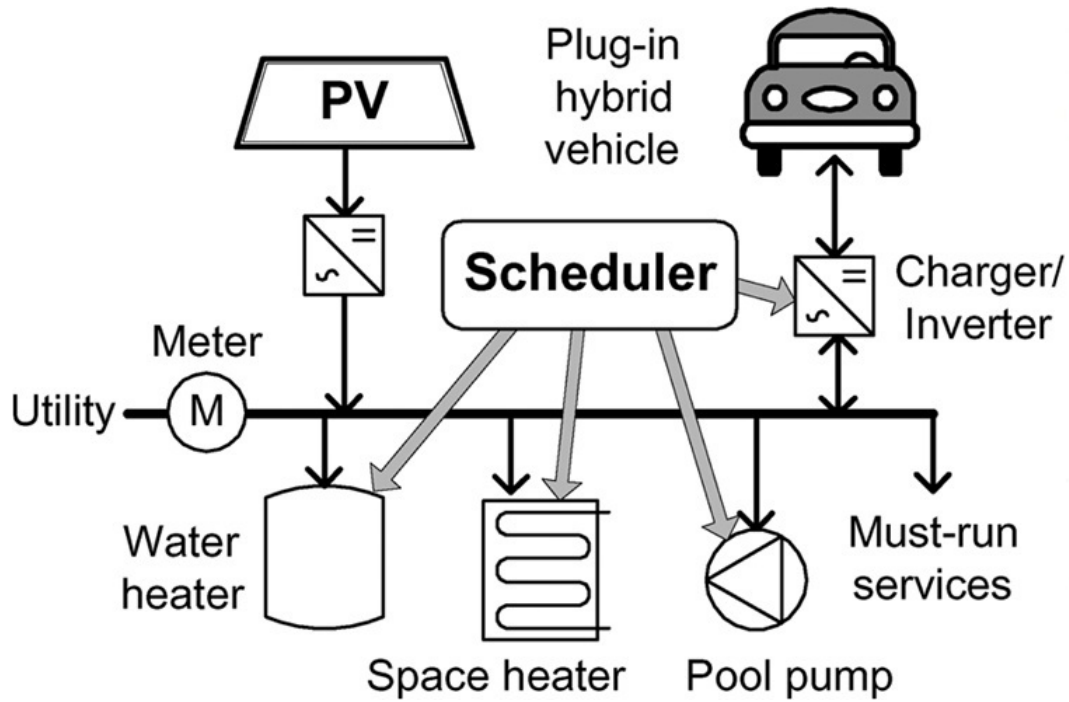 PV
Plug-in
hybrid
vehicle
Scheduler
Charger/
Inverter
Meter
Utility
M
Water
heater
Space heater
Pool pump
Must-run
services